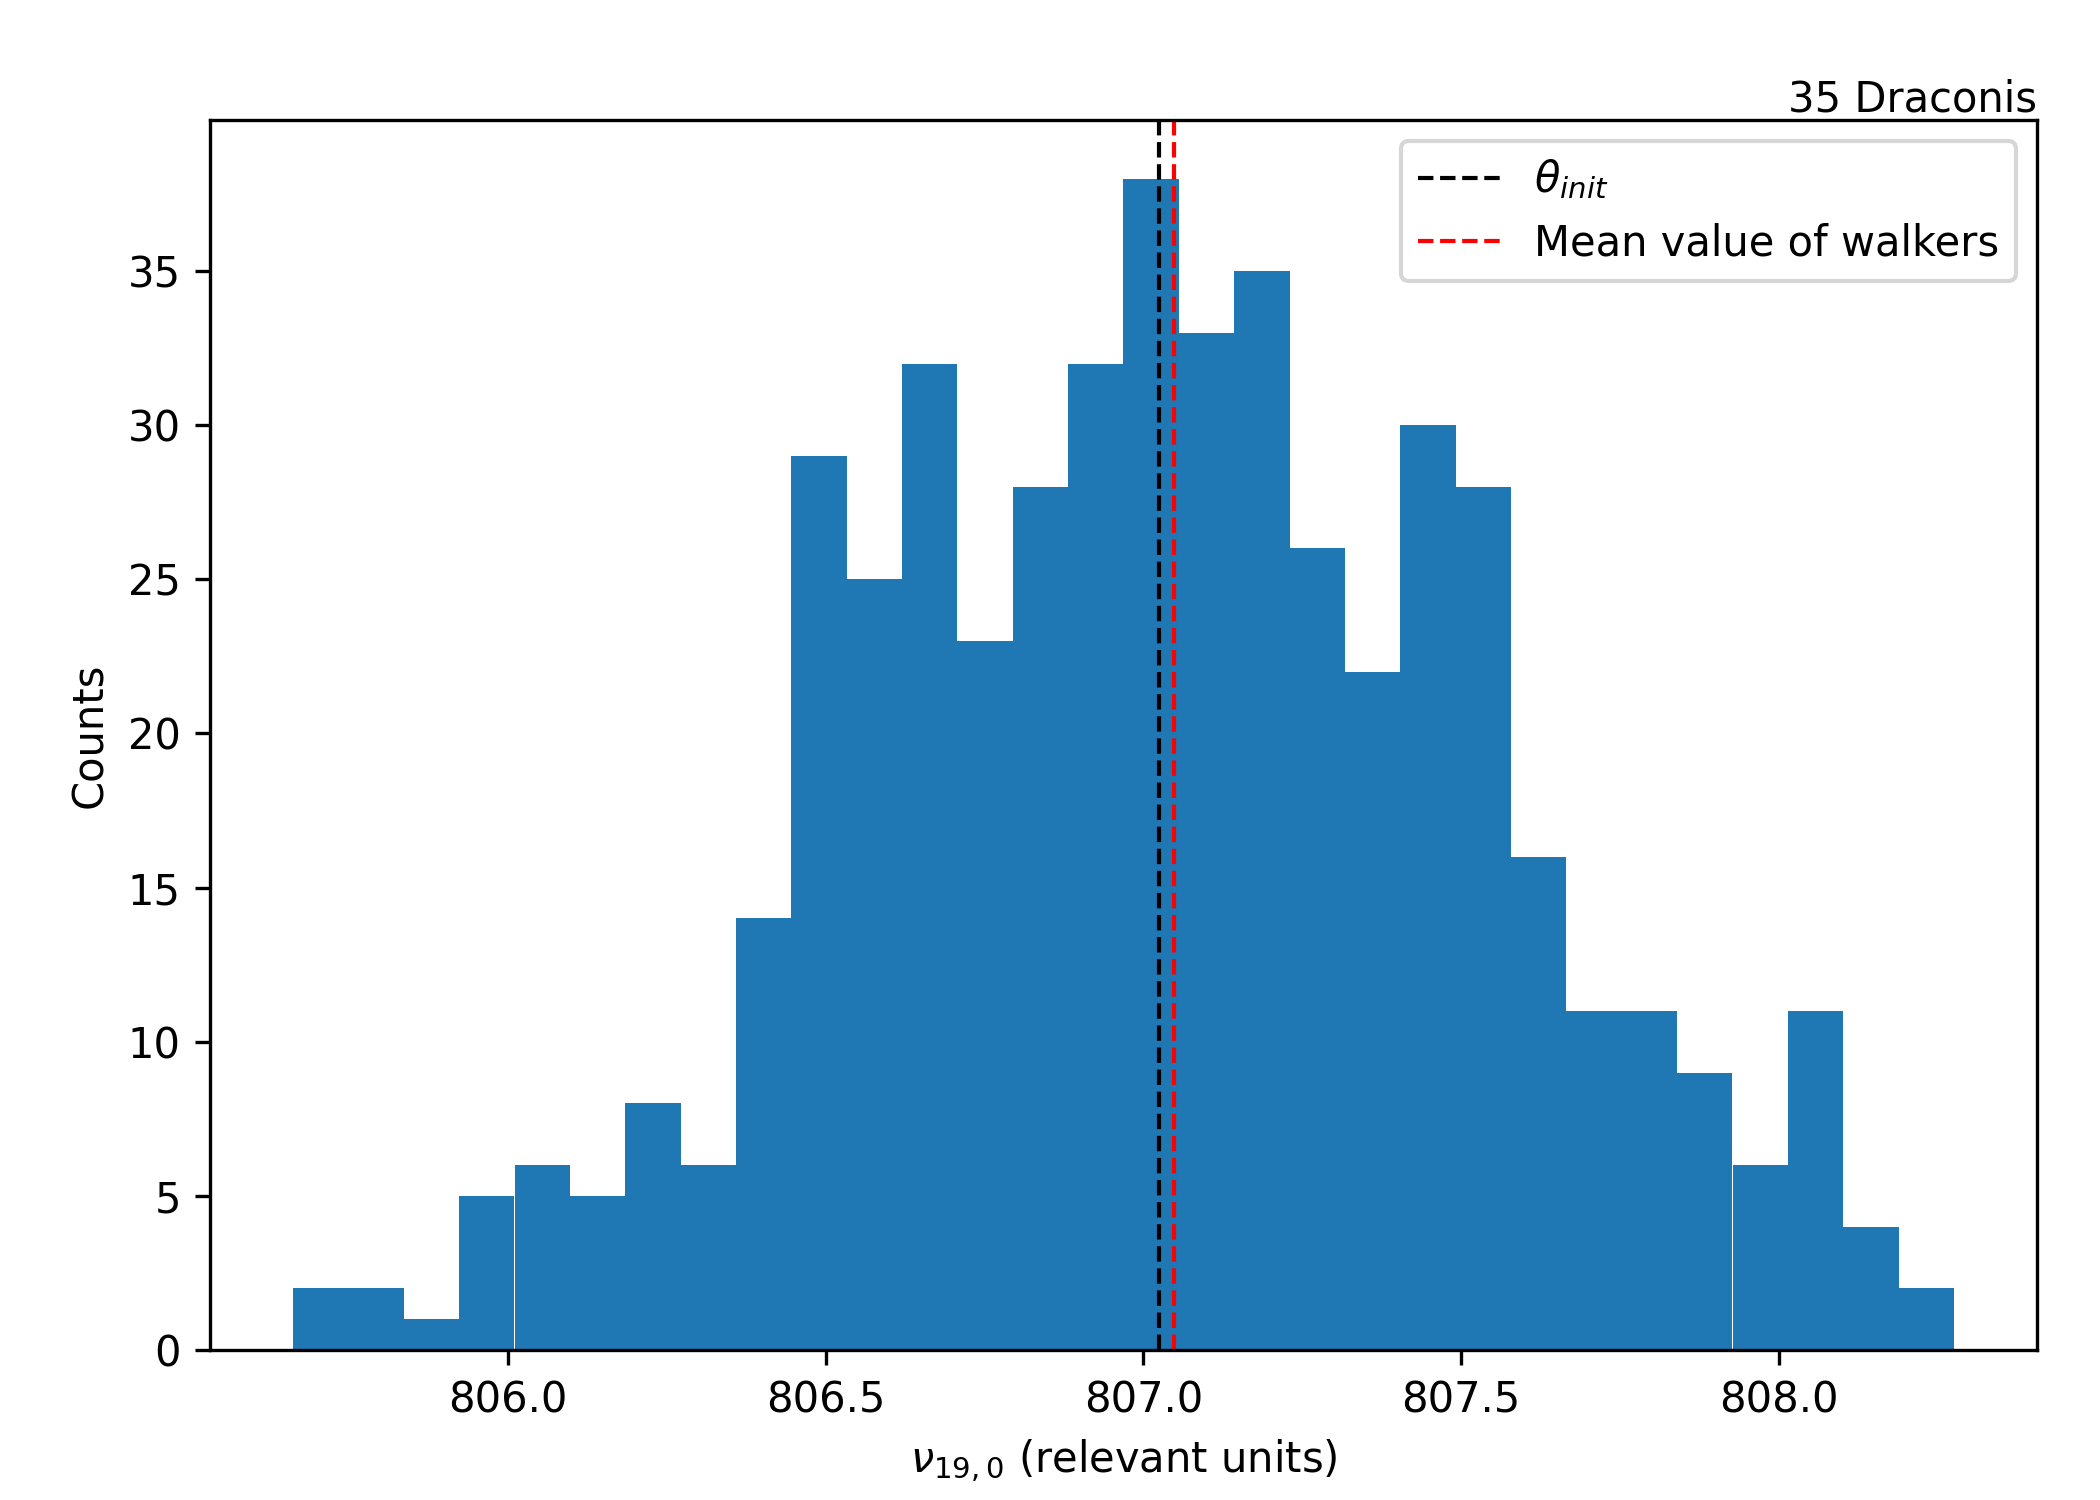 35 Draconis
θ_init
Mean value of walkers
35
30
25
20
15
10
5
0
Counts
806.0 806.5 807.0 807.5 808.0
ν_19, 0 (relevant units)